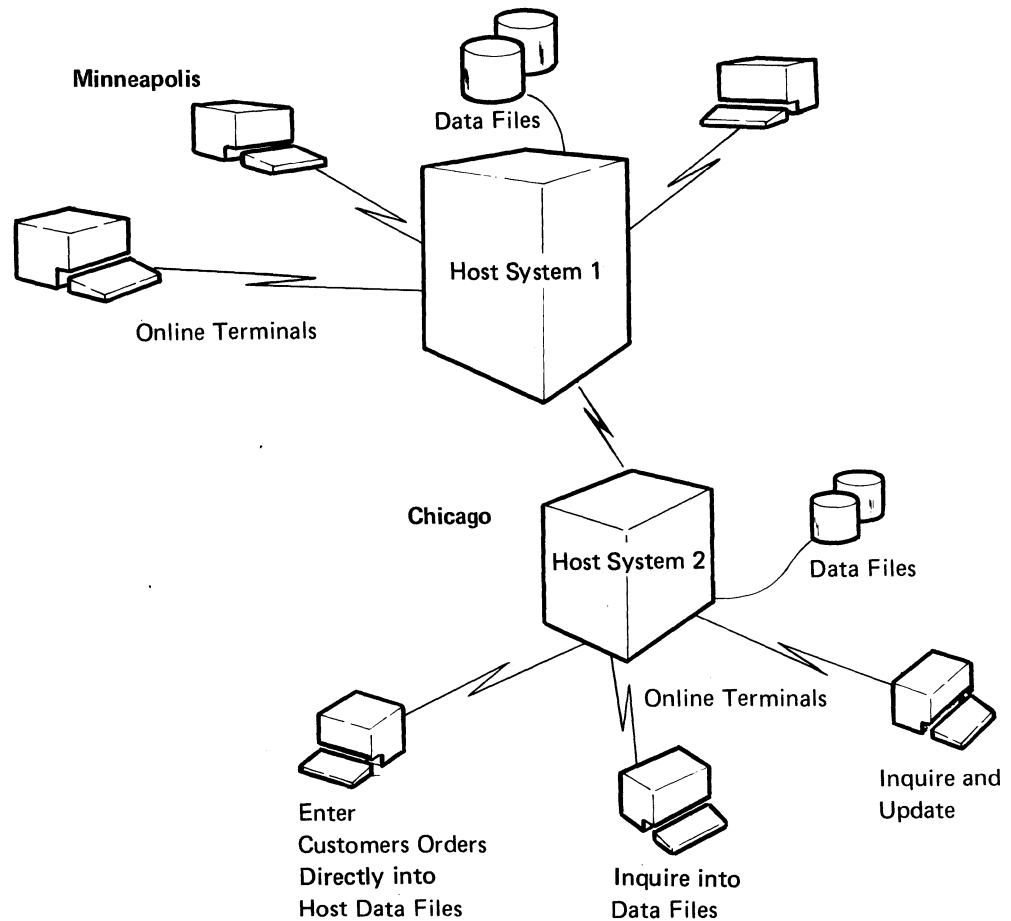 Minneapolis
Data Files
Host System 1
Online Terminals
Chicago
Host System 2
Data Files
Online Terminals
Inquire and
Update
Enter
Customers Orders
Directly into
Host Data Files
Inquire into
Data Files